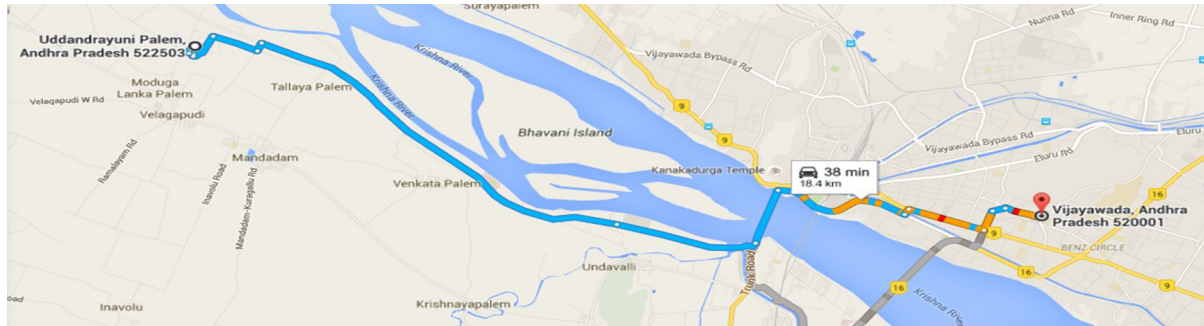 Surayapalem
Nunna Rd
Inner Ring Rd
Uddandrayuni Palem,
Andhra Pradesh 522503
Vijayawada Bypass Rd
Krishna River
Moduga
Lanka Palem
Tallaya Palem
Krishna River
9
Velagapudi W Rd
Velagapudi
Bhavani Island
9
Vijayawada Bypass Rd
Eluru
Eluru Rd
Ramalayam Rd
Mandadam
Inavolu Road
Mandadam-Kuragallu Rd
Venkata Palem
Kanakadurga Temple
38 min
18.4 km
16
Vijayawada, Andhra
Pradesh 520001
9
BENZ CIRCLE
Undavalli
Trunk Road
16
16
Krishna River
oad
Inavolu
Krishnayapalem